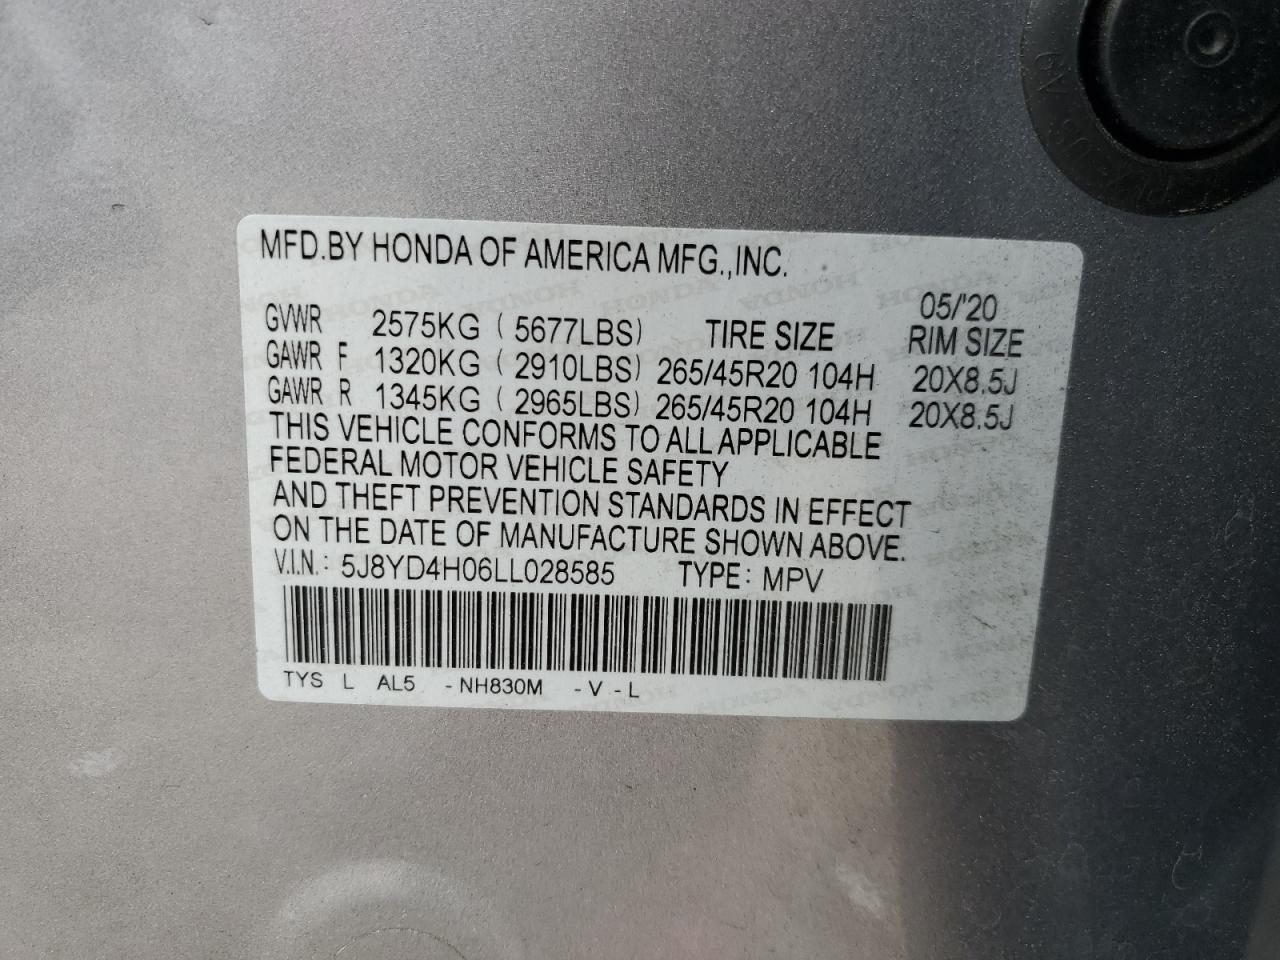 MFD.BY HONDA OF AMERICA MFG.,INC.
05/'20
GVWR 2575KG ( 5677LBS) TIRE SIZE RIM SIZE
GAWR F 1320KG ( 2910LBS) 265/45R20 104H 20X8.5J
GAWR R 1345KG ( 2965LBS) 265/45R20 104H 20X8.5J
THIS VEHICLE CONFORMS TO ALL APPLICABLE
FEDERAL MOTOR VEHICLE SAFETY
AND THEFT PREVENTION STANDARDS IN EFFECT
ON THE DATE OF MANUFACTURE SHOWN ABOVE.
V.I.N.: 5J8YD4H06LL028585 TYPE: MPV
TYS L AL5 - NH830M - V - L